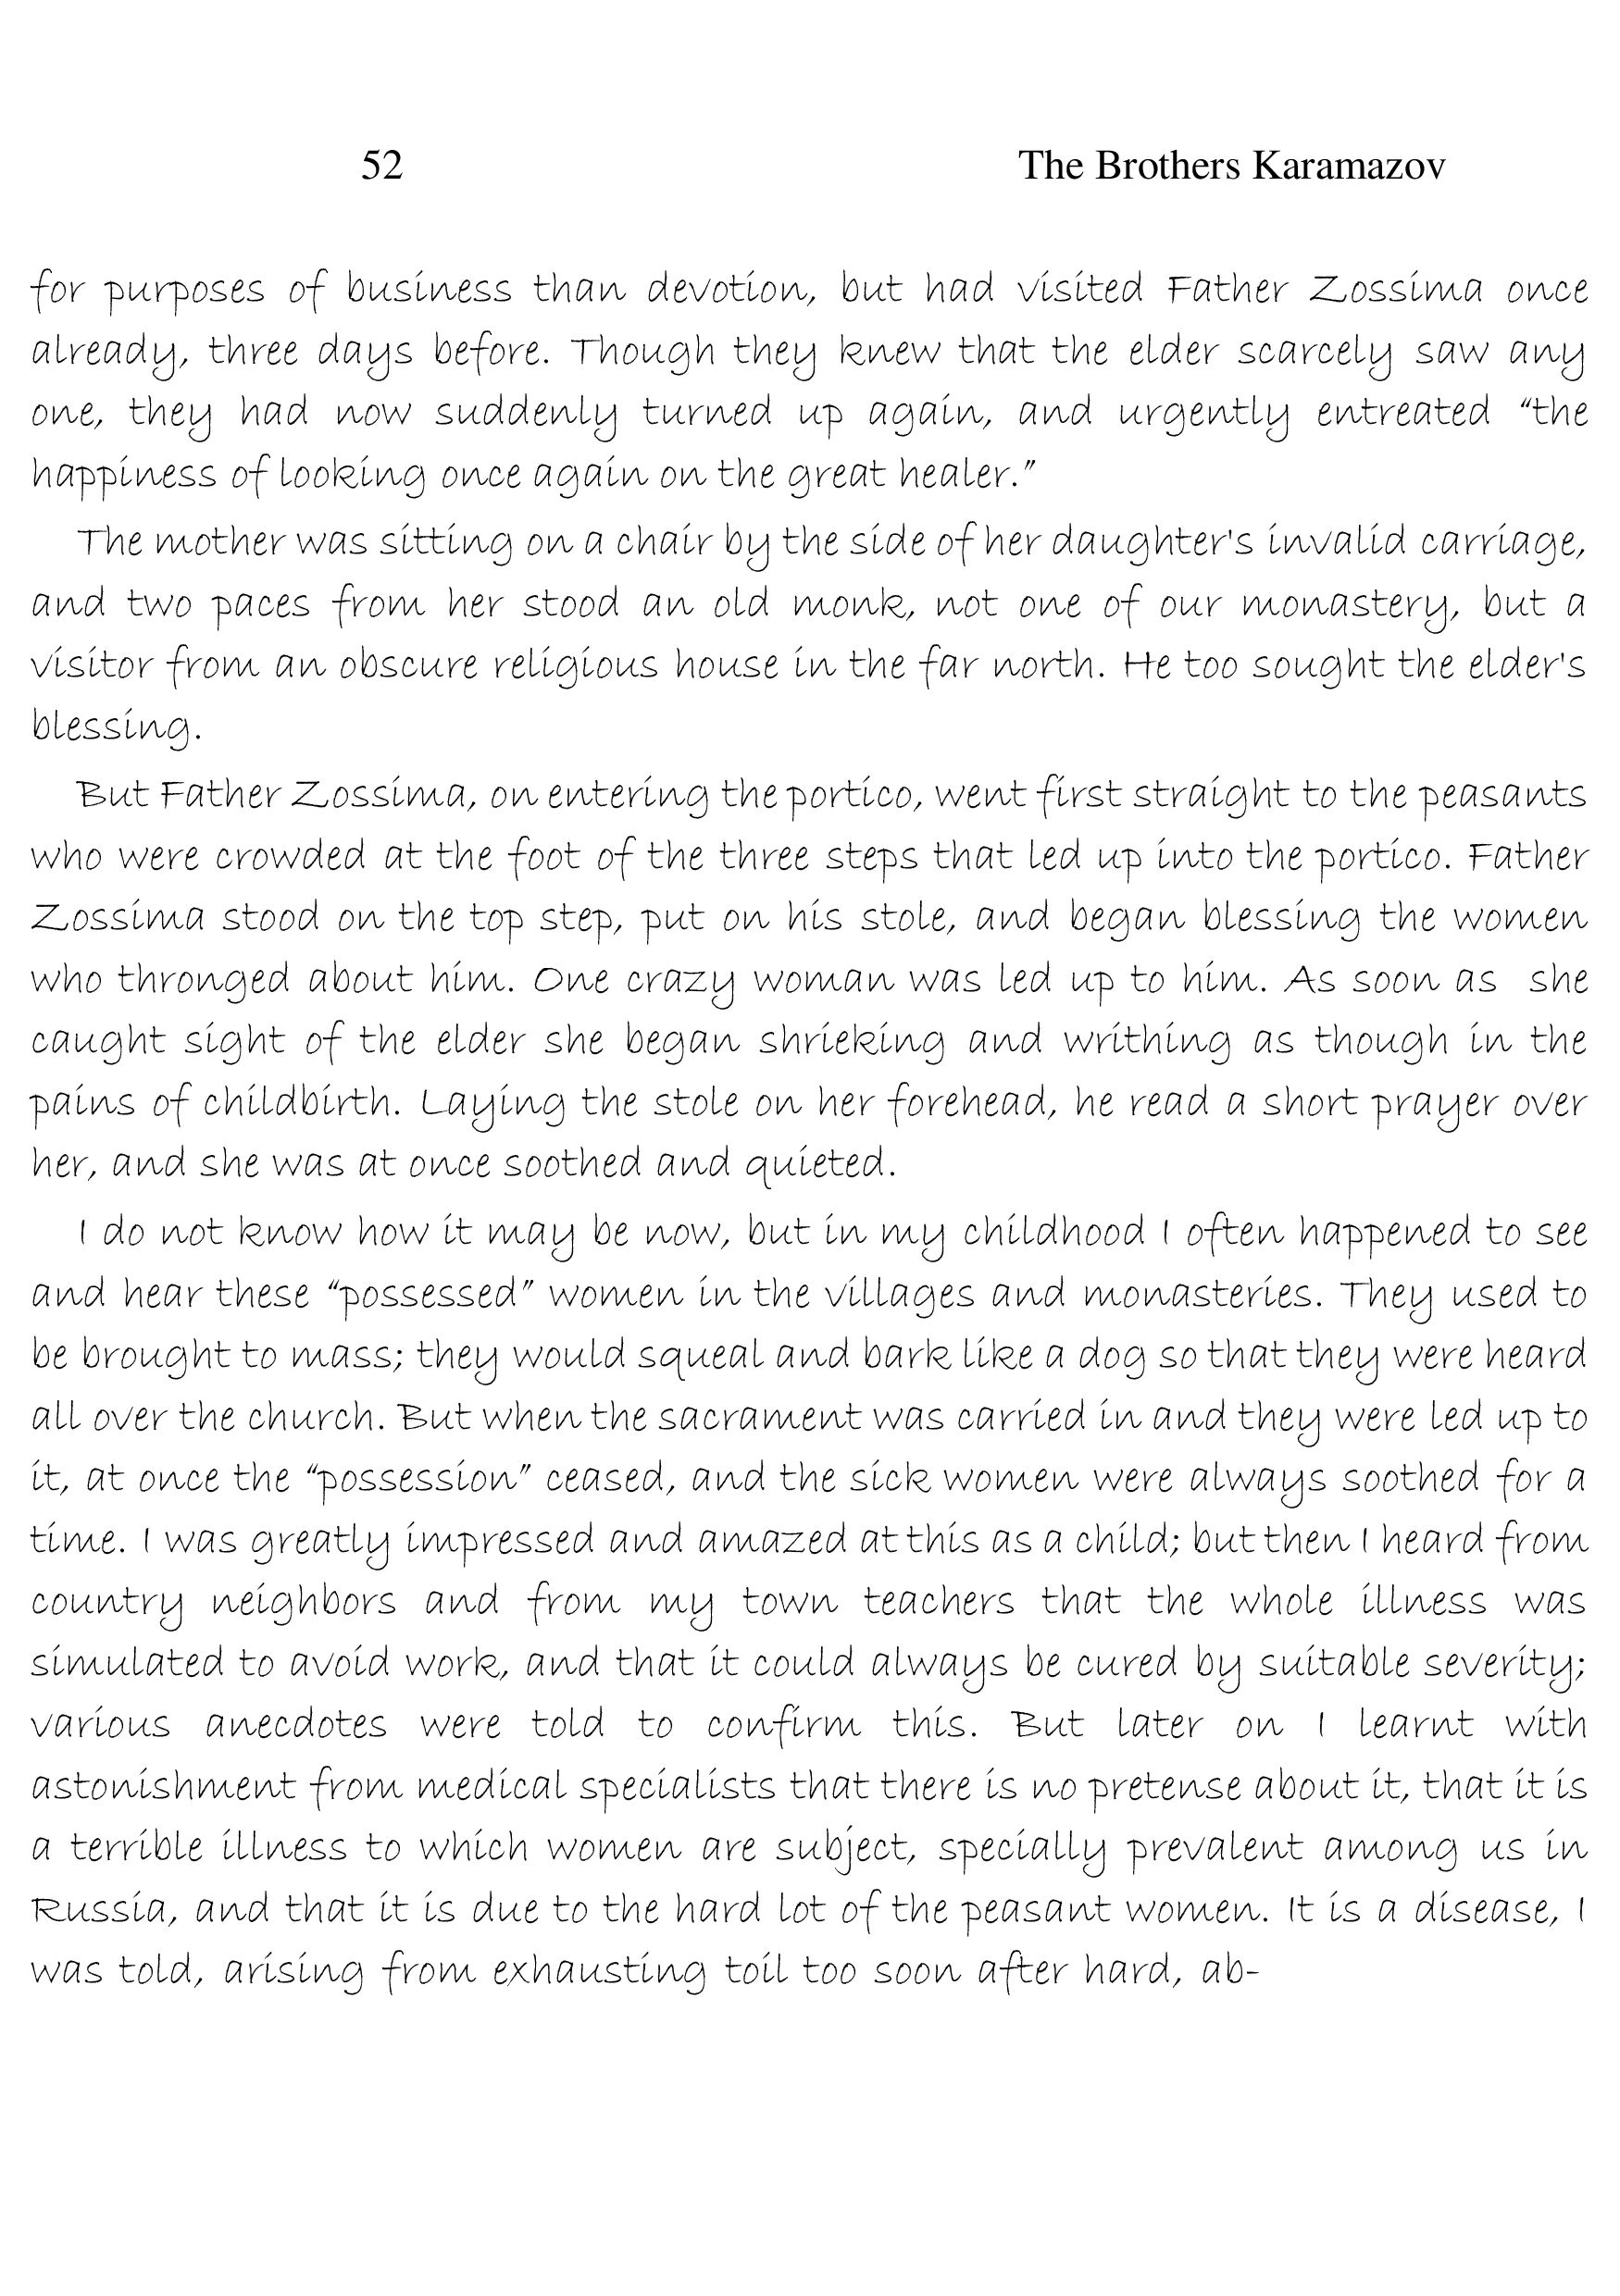 52 The Brothers Karamazov
for purposes of business than devotion, but had visited Father Zossima once
already, three days before. Though they knew that the elder scarcely saw any
one, they had now suddenly turned up again, and urgently entreated “the
happiness of looking once again on the great healer.”
The mother was sitting on a chair by the side of her daughter's invalid carriage,
and two paces from her stood an old monk, not one of our monastery, but a
visitor from an obscure religious house in the far north. He too sought the elder's
blessing.
But Father Zossima, on entering the portico, went first straight to the peasants
who were crowded at the foot of the three steps that led up into the portico. Father
Zossima stood on the top step, put on his stole, and began blessing the women
who thronged about him. One crazy woman was led up to him. As soon as she
caught sight of the elder she began shrieking and writhing as though in the
pains of childbirth. Laying the stole on her forehead, he read a short prayer over
her, and she was at once soothed and quieted.
I do not know how it may be now, but in my childhood I often happened to see
and hear these “possessed” women in the villages and monasteries. They used to
be brought to mass; they would squeal and bark like a dog so that they were heard
all over the church. But when the sacrament was carried in and they were led up to
it, at once the “possession” ceased, and the sick women were always soothed for a
time. I was greatly impressed and amazed at this as a child; but then I heard from
country neighbors and from my town teachers that the whole illness was
simulated to avoid work, and that it could always be cured by suitable severity;
various anecdotes were told to confirm this. But later on I learnt with
astonishment from medical specialists that there is no pretense about it, that it is
a terrible illness to which women are subject, specially prevalent among us in
Russia, and that it is due to the hard lot of the peasant women. It is a disease, I
was told, arising from exhausting toil too soon after hard, ab-